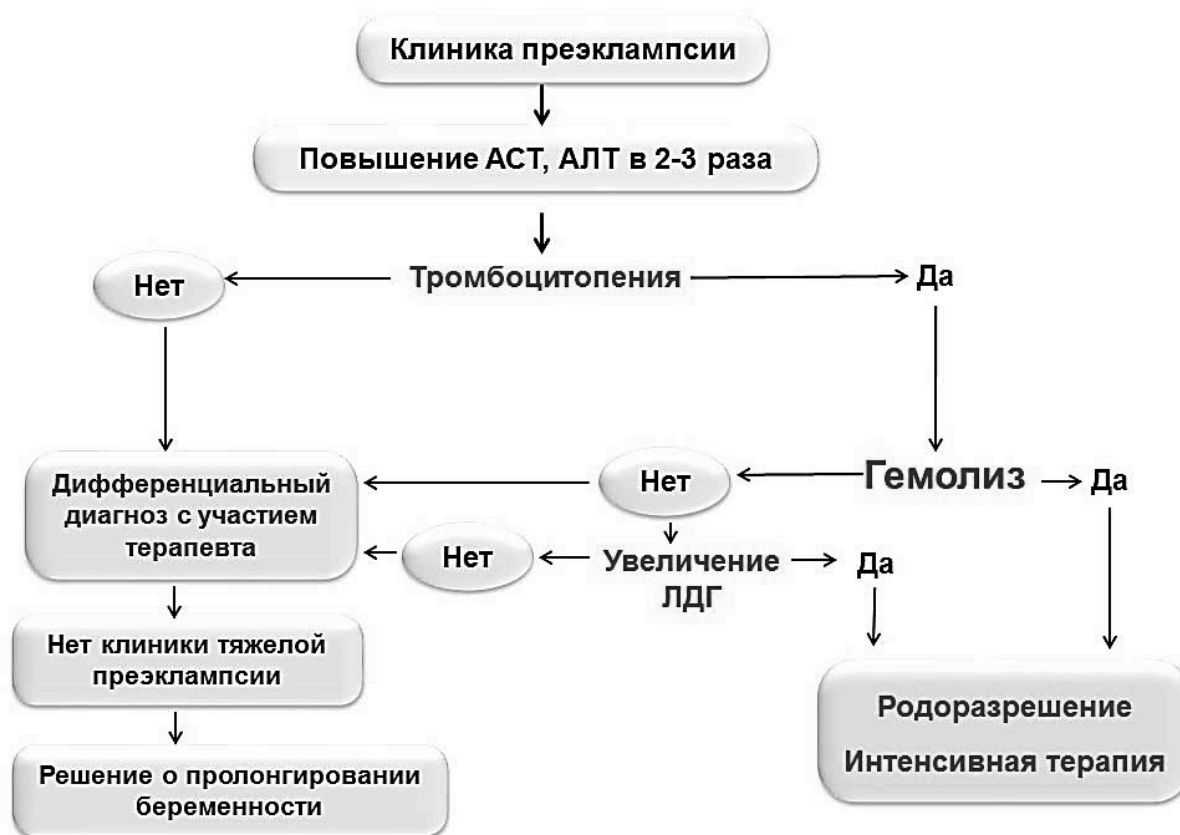 Клиника преэклампсии
Повышение АСТ, АЛТ в 2-3 раза
Нет
Тромбоцитопения
Да
Дифференциальный
диагноз с участием
терапевта
Нет
Гемолиз
Да
Нет
Увеличение
ЛДГ
Да
Нет клиники тяжелой
преэклампсии
Родоразрешение
Интенсивная терапия
Решение о пролонгировании
беременности